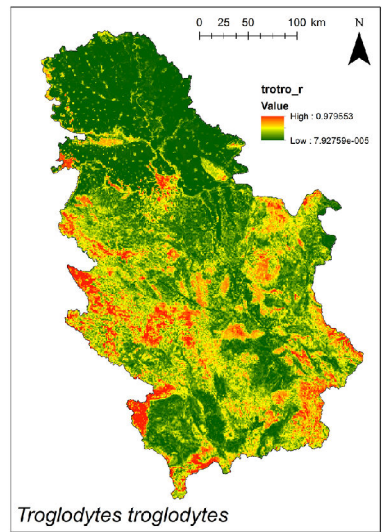 0 25 50 100 km
N
trotro_r
Value
High : 0.979553
Low : 7.92759e-005
Troglodytes troglodytes